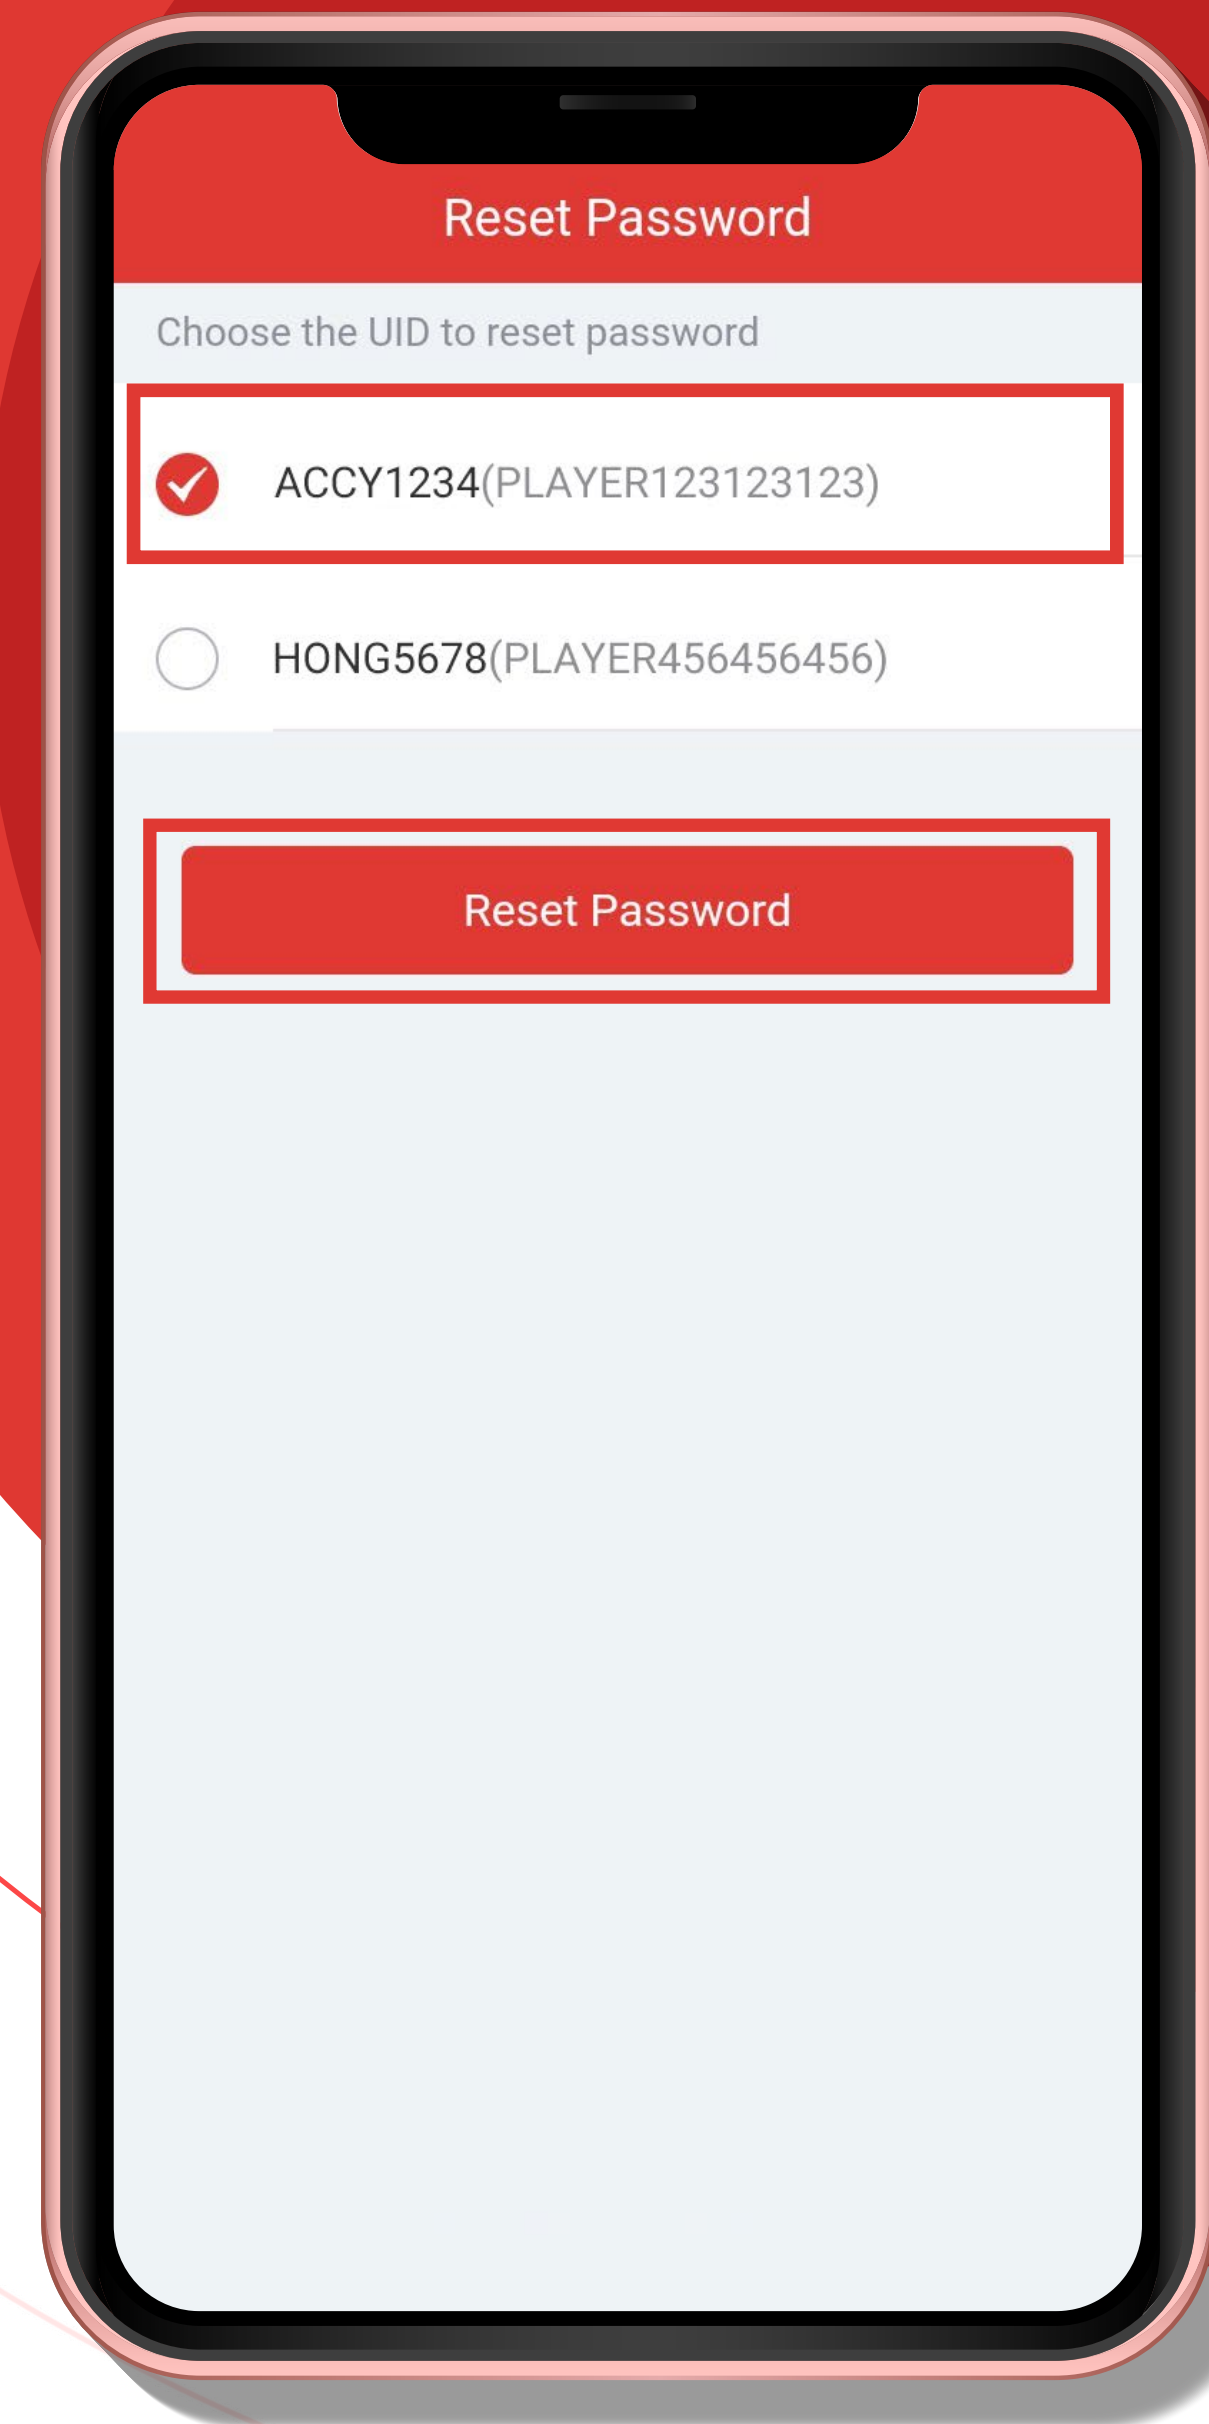 Reset Password
Choose the UID to reset password
ACCY1234(PLAYER123123123)
HONG5678(PLAYER456456456)
Reset Password